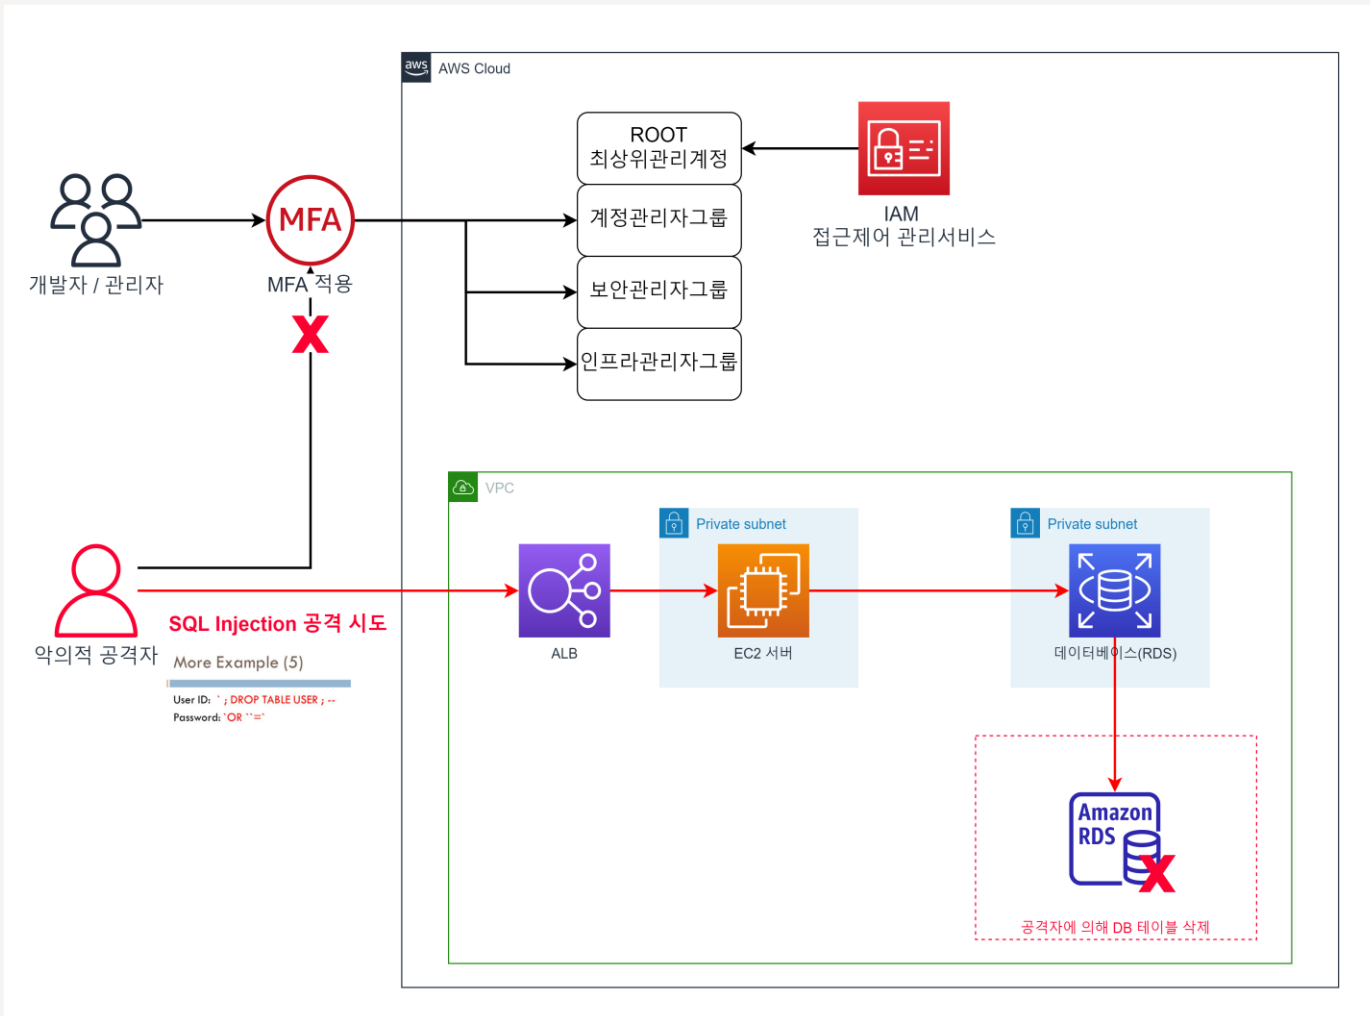 aws
AWS Cloud
ROOT
최상위관리계정
계정관리자그룹
보안관리자그룹
인프라관리자그룹
IAM
접근제어 관리서비스
MFA
MFA 적용
개발자 / 관리자
X
악의적 공격자
SQL Injection 공격 시도
More Example (5)
User ID: ` ; DROP TABLE USER ; --
Password: `OR ``=`
VPC
Private subnet
Private subnet
ALB
EC2 서버
데이터베이스(RDS)
Amazon
RDS
X
공격자에 의해 DB 테이블 삭제